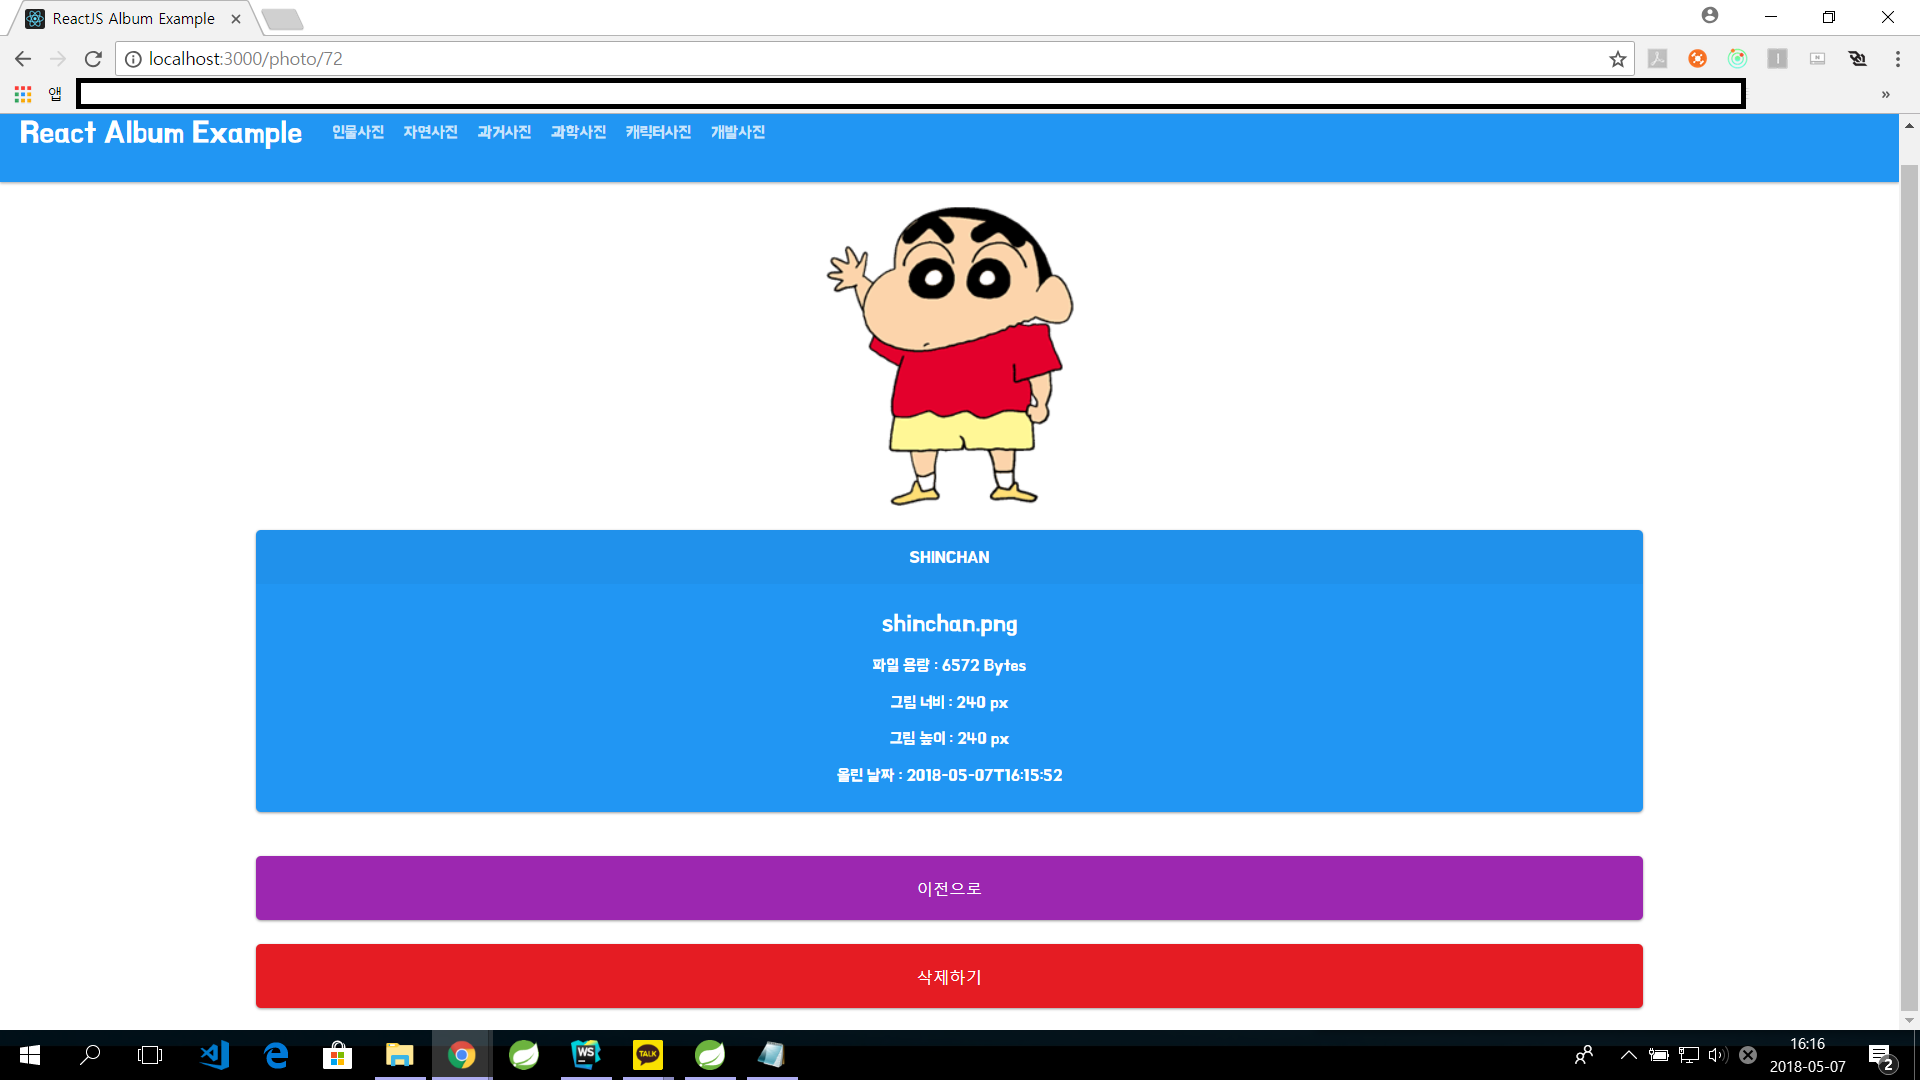 ReactJS Album Example
localhost:3000/photo/72
앱
»
React Album Example 인물사진 자연사진 과거사진 과학사진 캐릭터사진 개발사진
SHINCHAN
shinchan.png
파일 용량 : 6572 Bytes
그림 너비 : 240 px
그림 높이 : 240 px
올린 날짜 : 2018-05-07T16:15:52
이전으로
삭제하기
WS
TALK
16:16
2018-05-07
2